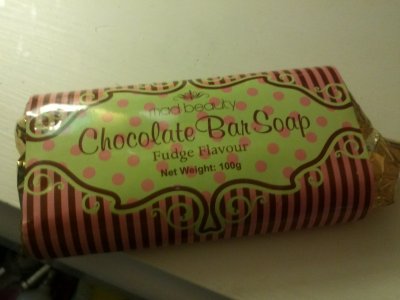 mad beauty
Chocolate Bar Soap
Fudge Flavour
Net Weight: 100g